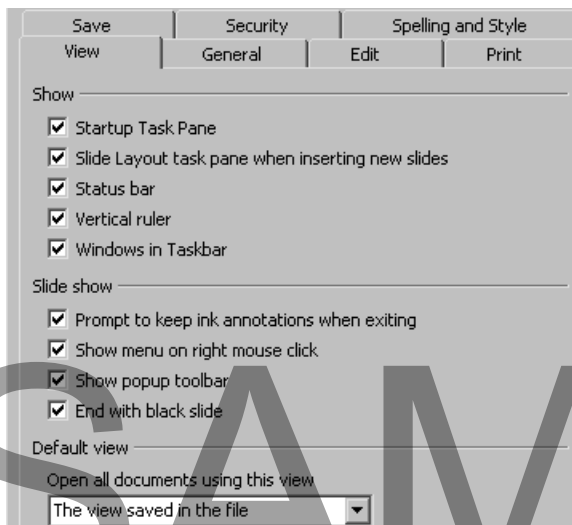 Save Security Spelling and Style
View General Edit Print
Show
Startup Task Pane
Slide Layout task pane when inserting new slides
Status bar
Vertical ruler
Windows in Taskbar
Slide show
Prompt to keep ink annotations when exiting
Show menu on right mouse click
Show popup toolbar
End with black slide
Default view
Open all documents using this view
The view saved in the file
SAM